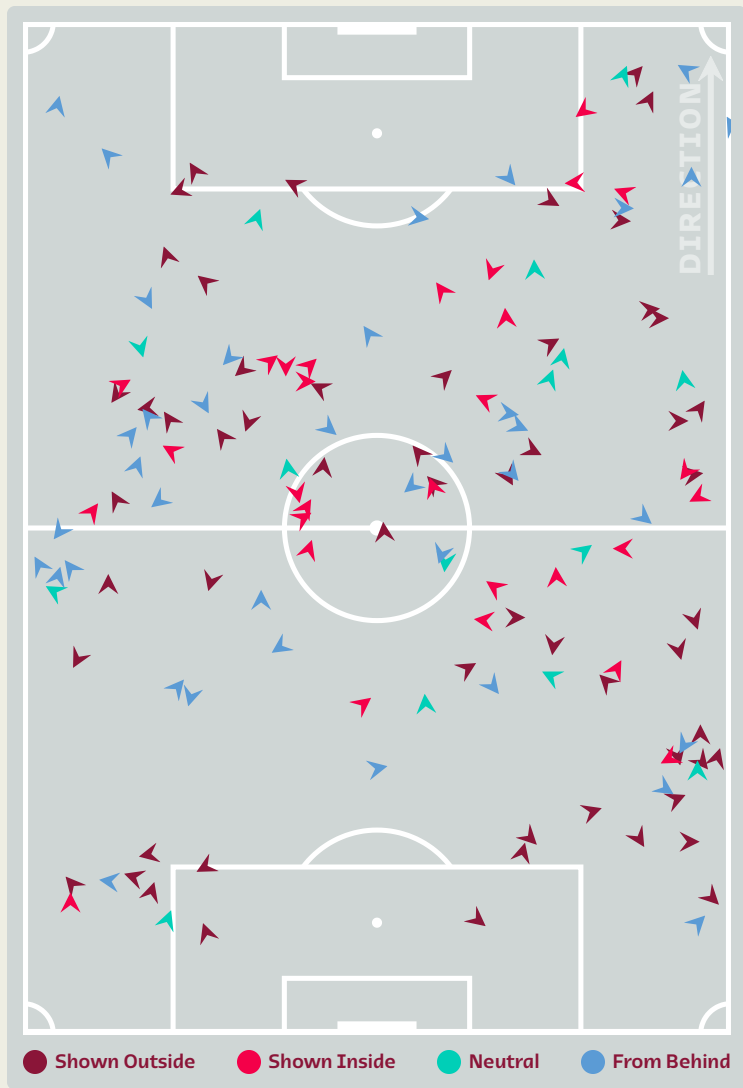 DIRECTION
Shown Outside
Shown Inside
Neutral
From Behind